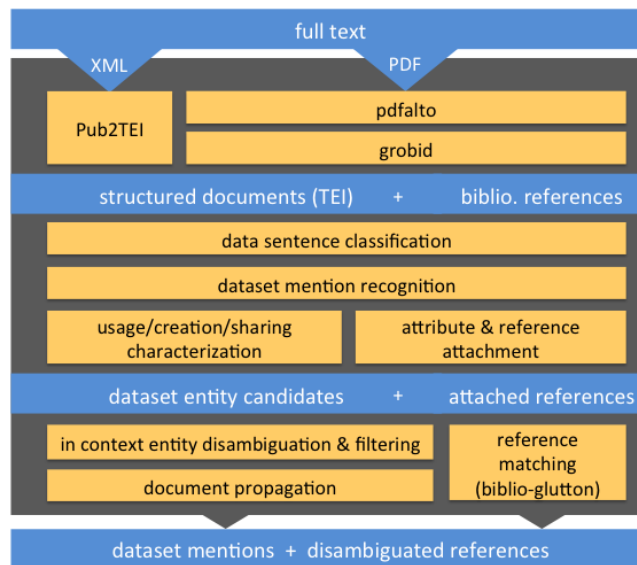 full text
XML
PDF
Pub2TEI
pdfalto
grobid
structured documents (TEI) + biblio. references
data sentence classification
dataset mention recognition
usage/creation/sharing
characterization
attribute & reference
attachment
dataset entity candidates + attached references
in context entity disambiguation & filtering
document propagation
reference
matching
(biblio-glutton)
dataset mentions + disambiguated references